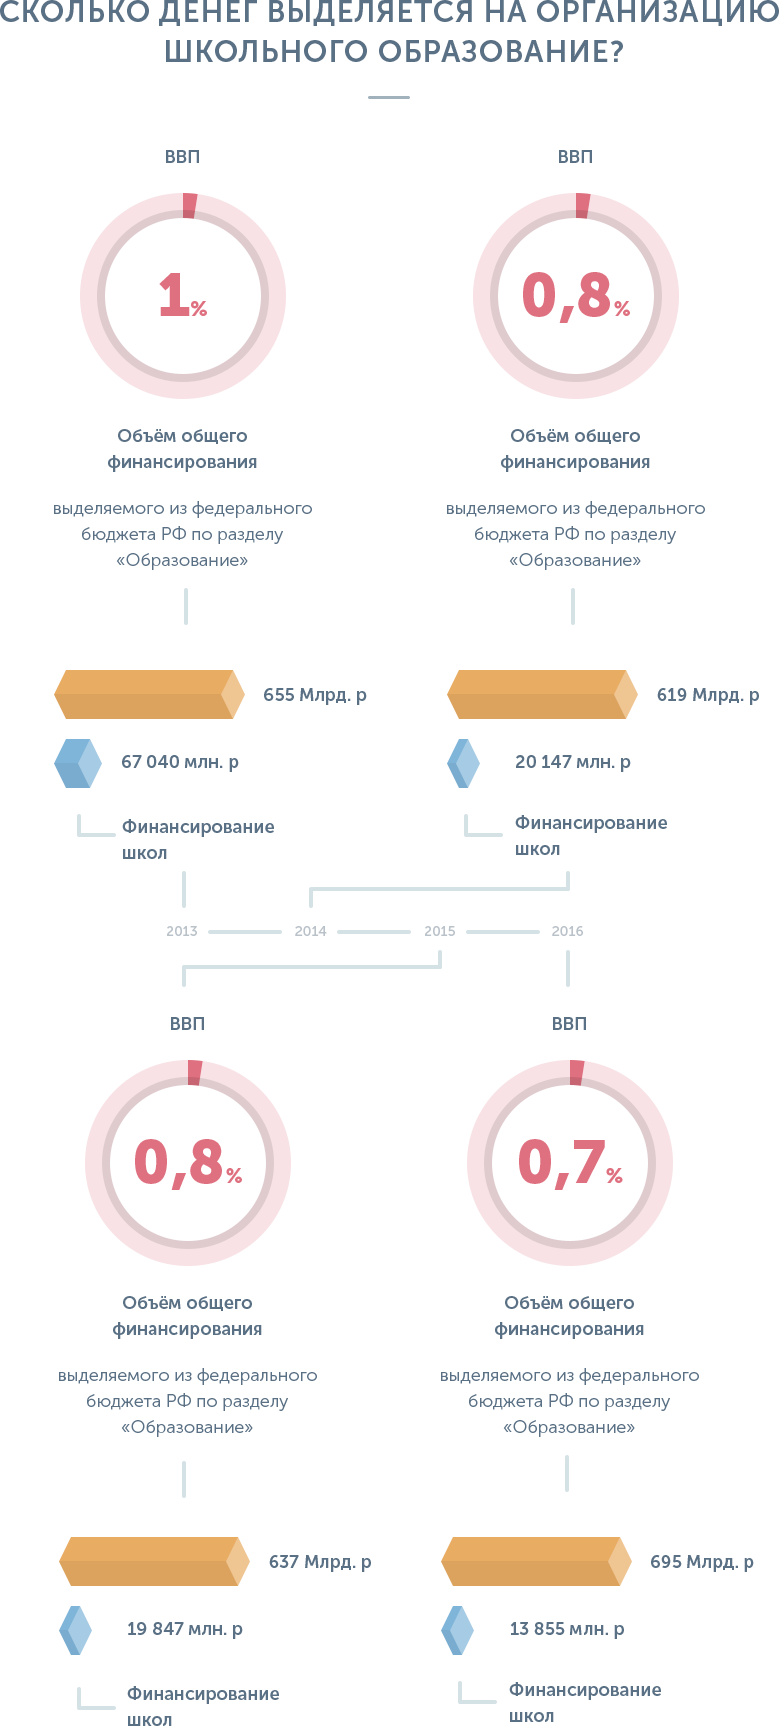 СКОЛЬКО ДЕНЕГ ВЫДЕЛЯЕТСЯ НА ОРГАНИЗАЦИЮ
ШКОЛЬНОГО ОБРАЗОВАНИЕ?
ВВП
1%
Объём общего
финансирования
выделяемого из федерального
бюджета РФ по разделу
«Образование»
655 Млрд. р
67 040 млн. р
Финансирование
школ
ВВП
0,8%
Объём общего
финансирования
выделяемого из федерального
бюджета РФ по разделу
«Образование»
619 Млрд. р
20 147 млн. р
Финансирование
школ
2013
2014
2015
2016
ВВП
0,8%
Объём общего
финансирования
выделяемого из федерального
бюджета РФ по разделу
«Образование»
637 Млрд. р
19 847 млн. р
Финансирование
школ
ВВП
0,7%
Объём общего
финансирования
выделяемого из федерального
бюджета РФ по разделу
«Образование»
695 Млрд. р
13 855 млн. р
Финансирование
школ